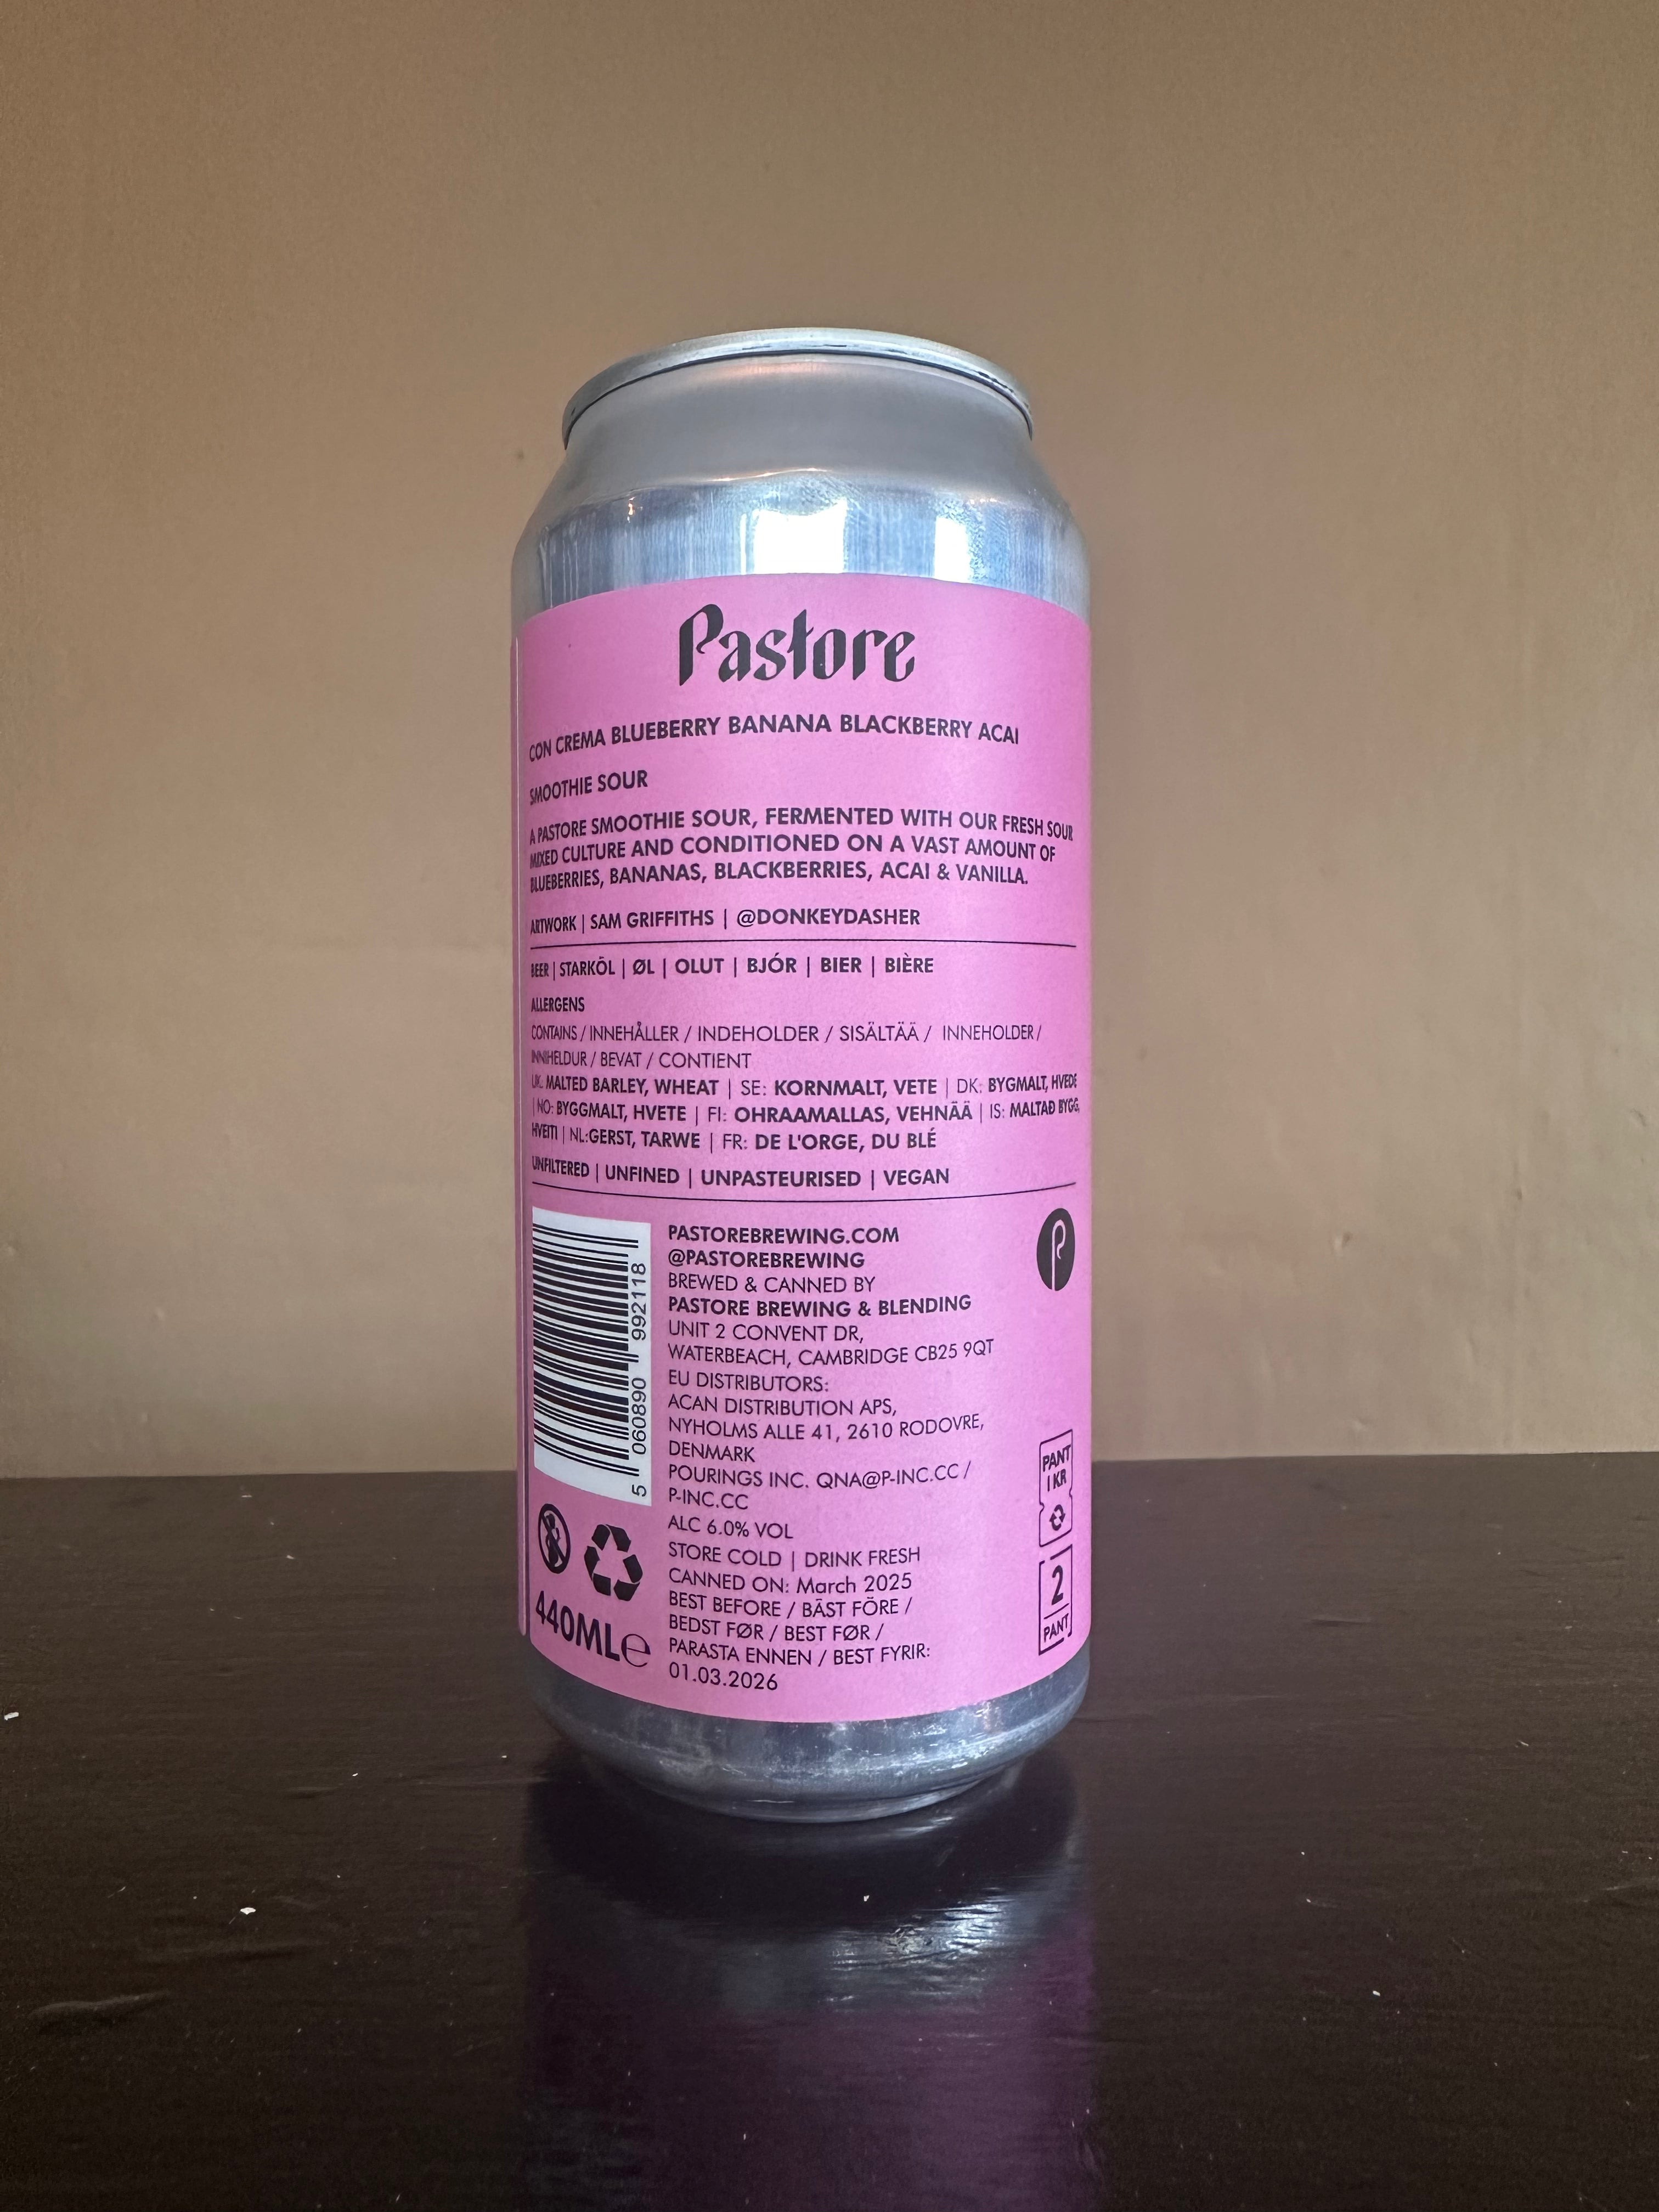 Pastore
CON CREMA BLUEBERRY BANANA BLACKBERRY ACAI
SMOOTHIE SOUR
A PASTORE SMOOTHIE SOUR, FERMENTED WITH OUR FRESH SOUR
MIXED CULTURE AND CONDITIONED ON A VAST AMOUNT OF
BLUEBERRIES, BANANAS, BLACKBERRIES, ACAI & VANILLA.
ARTWORK | SAM GRIFFITHS | @DONKEYDASHER
BEER | STARKÖL | ØL | OLUT | BJÓR | BIER | BIÈRE
ALLERGENS
CONTAINS / INNEHÅLLER / INDEHOLDER / SISÄLTÄÄ / INNEHOLDER /
INNIHELDUR / BEVAT / CONTIENT
UK: MALTED BARLEY, WHEAT | SE: KORNMALT, VETE | DK: BYGMALT, HVEDE
| NO: BYGGMALT, HVETE | FI: OHRAAMALLAS, VEHNÄÄ | IS: MALTAÐ BYGG,
HVEITI | NL:GERST, TARWE | FR: DE L'ORGE, DU BLÉ
UNFILTERED | UNFINED | UNPASTEURISED | VEGAN
5 060890 992118
PASTOREBREWING.COM
@PASTOREBREWING
BREWED & CANNED BY
PASTORE BREWING & BLENDING
UNIT 2 CONVENT DR,
WATERBEACH, CAMBRIDGE CB25 9QT
EU DISTRIBUTORS:
ACAN DISTRIBUTION APS,
NYHOLMS ALLE 41, 2610 RODOVRE,
DENMARK
POURINGS INC. QNA@P-INC.CC /
P-INC.CC
ALC 6.0% VOL
STORE COLD | DRINK FRESH
CANNED ON: March 2025
BEST BEFORE / BÄST FÖRE /
BEDST FØR / BEST FØR /
PARASTA ENNEN / BEST FYRIR:
01.03.2026
440MLe
P
PANT
1 KR
2
PANT